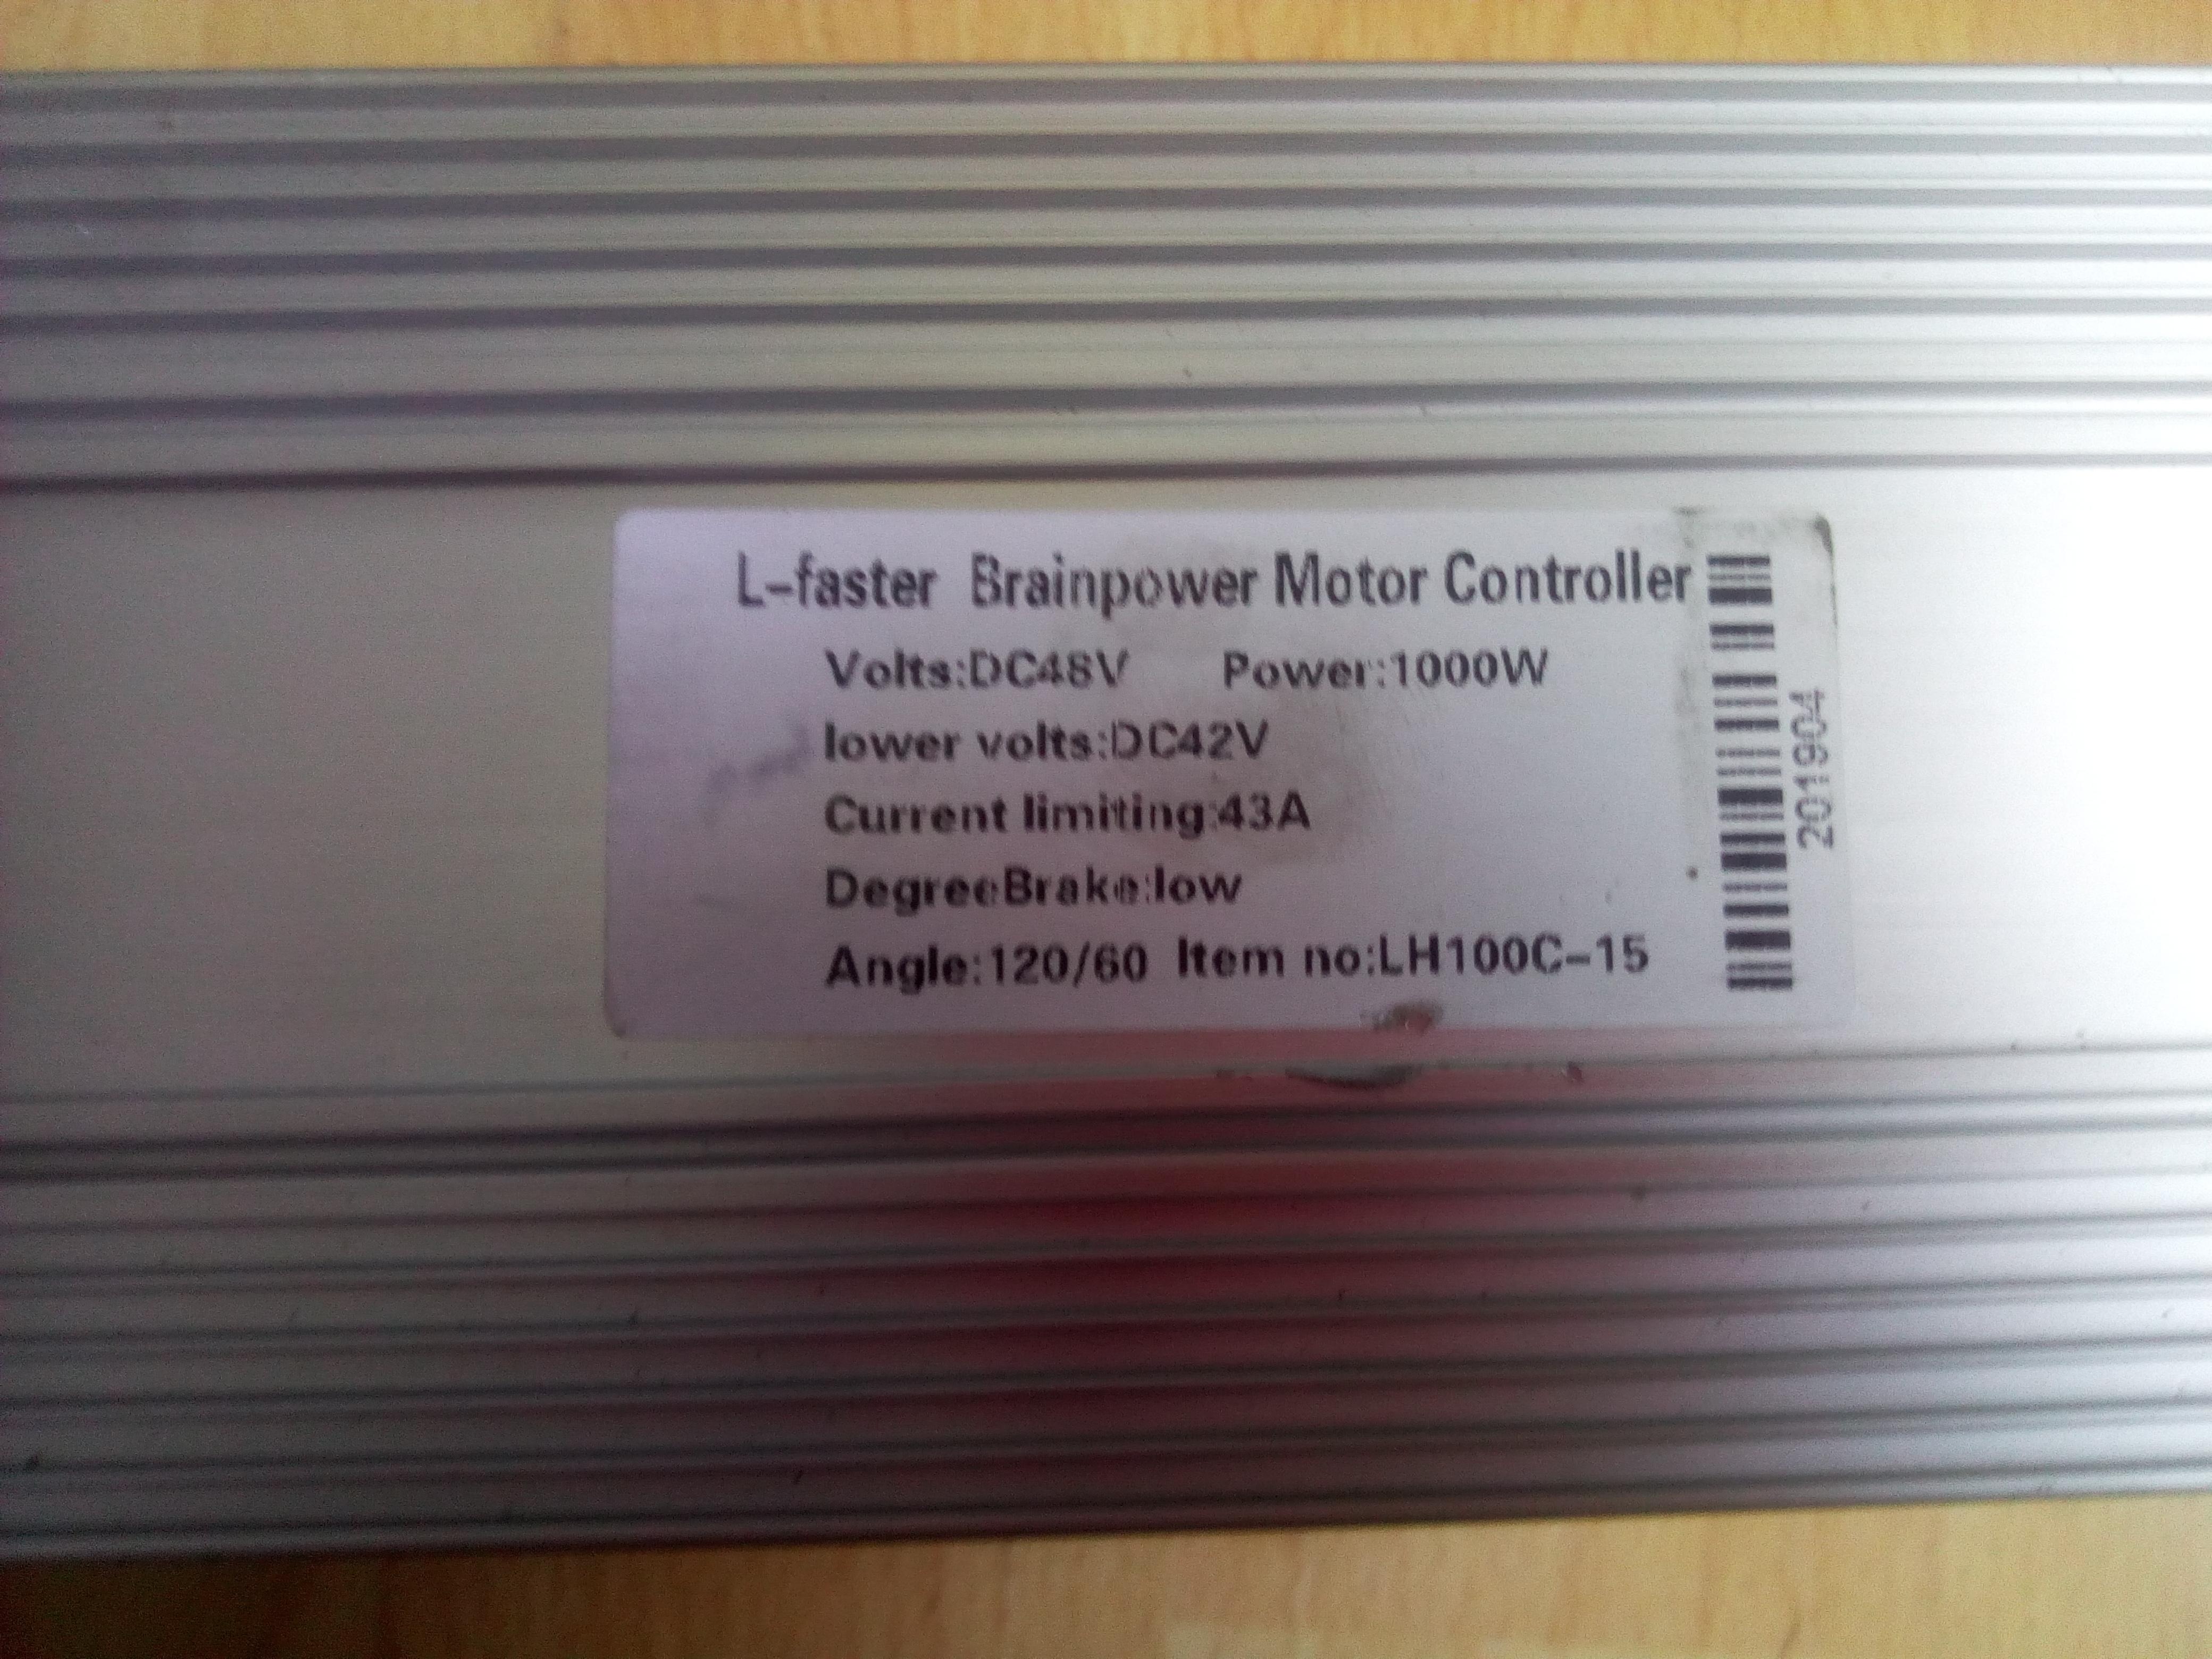 L-faster Brainpower Motor Controller
Volts:DC48V Power:1000W
lower volts:DC42V
Current limiting:43A
DegreeBrake:low
Angle:120/60 Item no:LH100C-15
201904